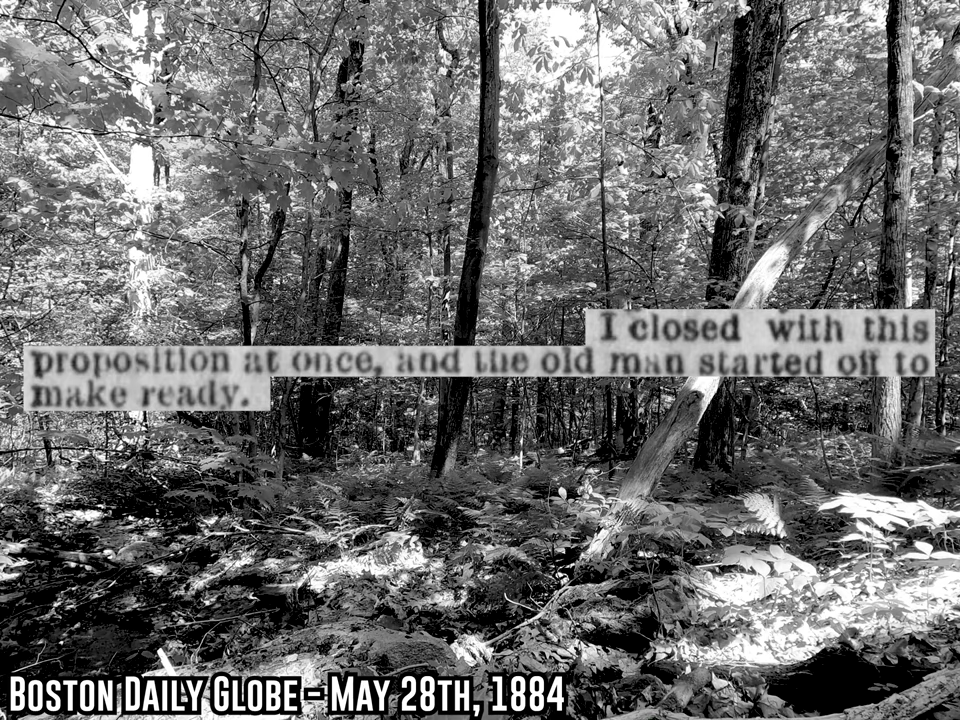 I closed with this
proposition at once, and the old man started off to
make ready.
BOSTON DAILY GLOBE - MAY 28TH, 1884